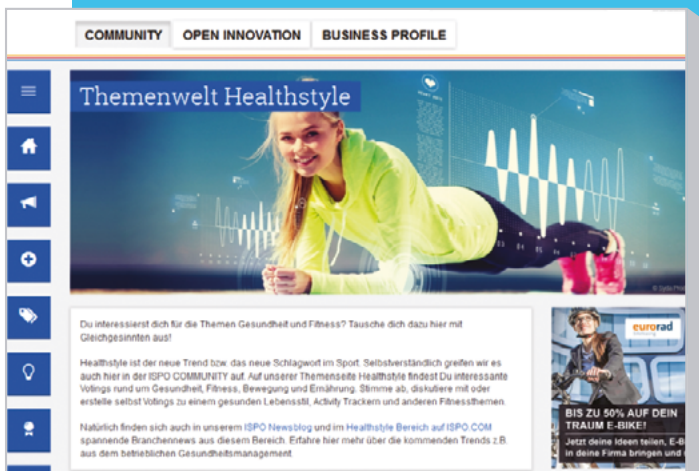 COMMUNITY OPEN INNOVATION BUSINESS PROFILE
Themenwelt Healthstyle
Du interessierst dich für die Themen Gesundheit und Fitness? Tausche dich dazu hier mit
Gleichgesinnten aus!
Healthstyle ist der neue Trend bzw. das neue Schlagwort im Sport. Selbstverständlich greifen wir es
auch hier in der ISPO COMMUNITY auf. Auf unserer Themenseite Healthstyle findest Du interessante
Votings rund um Gesundheit, Fitness, Bewegung und Ernährung. Stimme ab, diskutiere mit oder
erstelle selbst Votings zu einem gesunden Lebensstil, Activity Trackern und anderen Fitnessthemen.
Natürlich finden sich auch in unserem ISPO Newsblog und im Healthstyle Bereich auf ISPO.COM
spannende Branchennews aus diesem Bereich. Erfahre hier mehr über die kommenden Trends z.B.
aus dem betrieblichen Gesundheitsmanagement.
eurorad
BIS ZU 50% AUF DEIN
TRAUM E-BIKE!
Jetzt deine Ideen teilen, E-B
in deine Firma bringen und